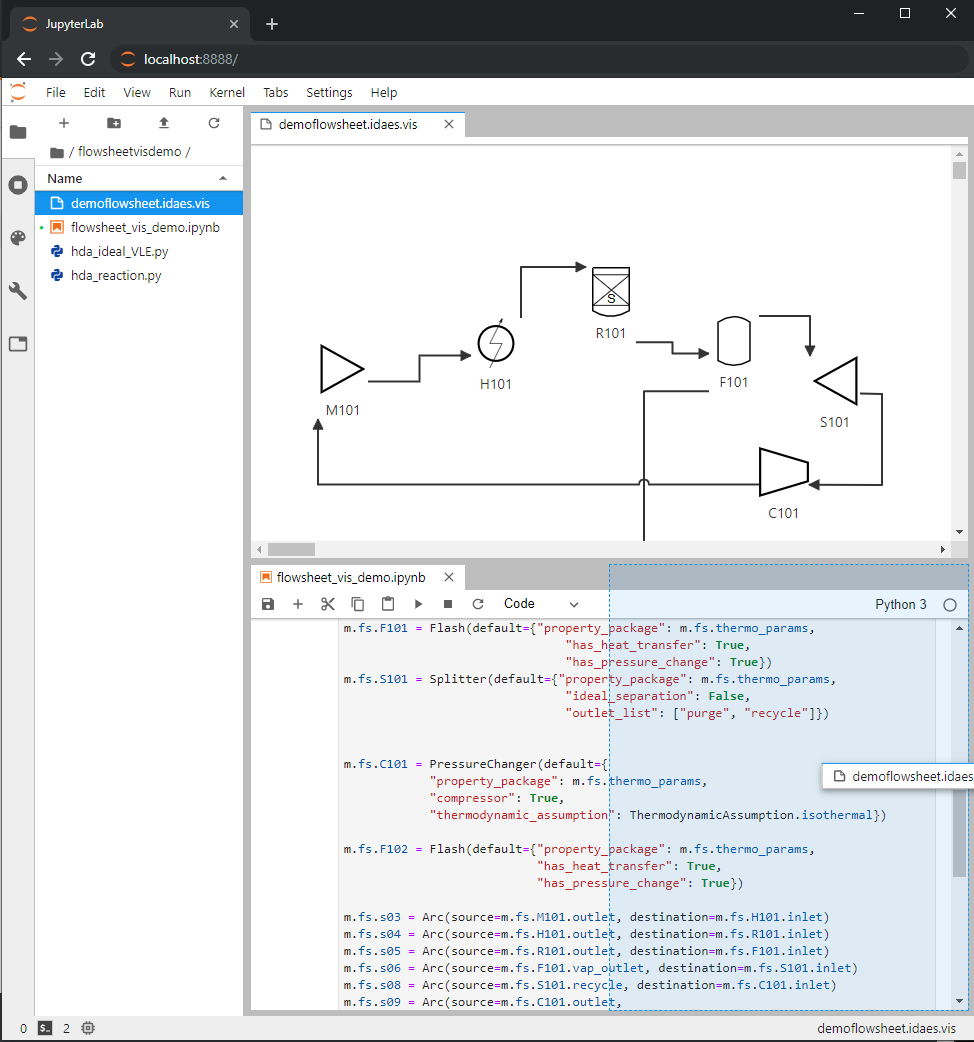 JupyterLab
localhost:8888/
File Edit View Run Kernel Tabs Settings Help
/ flowsheetvisdemo /
Name
demoflowsheet.idaes.vis
flowsheet_vis_demo.ipynb
hda_ideal_VLE.py
hda_reaction.py
demoflowsheet.idaes.vis
S
R101
H101
F101
M101
S101
C101
flowsheet_vis_demo.ipynb
Code
Python 3
m.fs.F101 = Flash(default={"property_package": m.fs.thermo_params,
"has_heat_transfer": True,
"has_pressure_change": True})
m.fs.S101 = Splitter(default={"property_package": m.fs.thermo_params,
"ideal_separation": False,
"outlet_list": ["purge", "recycle"]})
m.fs.C101 = PressureChanger(default={
"property_package": m.fs.thermo_params,
"compressor": True,
"thermodynamic_assumption": ThermodynamicAssumption.isothermal})
demoflowsheet.idaes
m.fs.F102 = Flash(default={"property_package": m.fs.thermo_params,
"has_heat_transfer": True,
"has_pressure_change": True})
m.fs.s03 = Arc(source=m.fs.M101.outlet, destination=m.fs.H101.inlet)
m.fs.s04 = Arc(source=m.fs.H101.outlet, destination=m.fs.R101.inlet)
m.fs.s05 = Arc(source=m.fs.R101.outlet, destination=m.fs.F101.inlet)
m.fs.s06 = Arc(source=m.fs.F101.vap_outlet, destination=m.fs.S101.inlet)
m.fs.s08 = Arc(source=m.fs.S101.recycle, destination=m.fs.C101.inlet)
m.fs.s09 = Arc(source=m.fs.C101.outlet,
0 2
demoflowsheet.idaes.vis